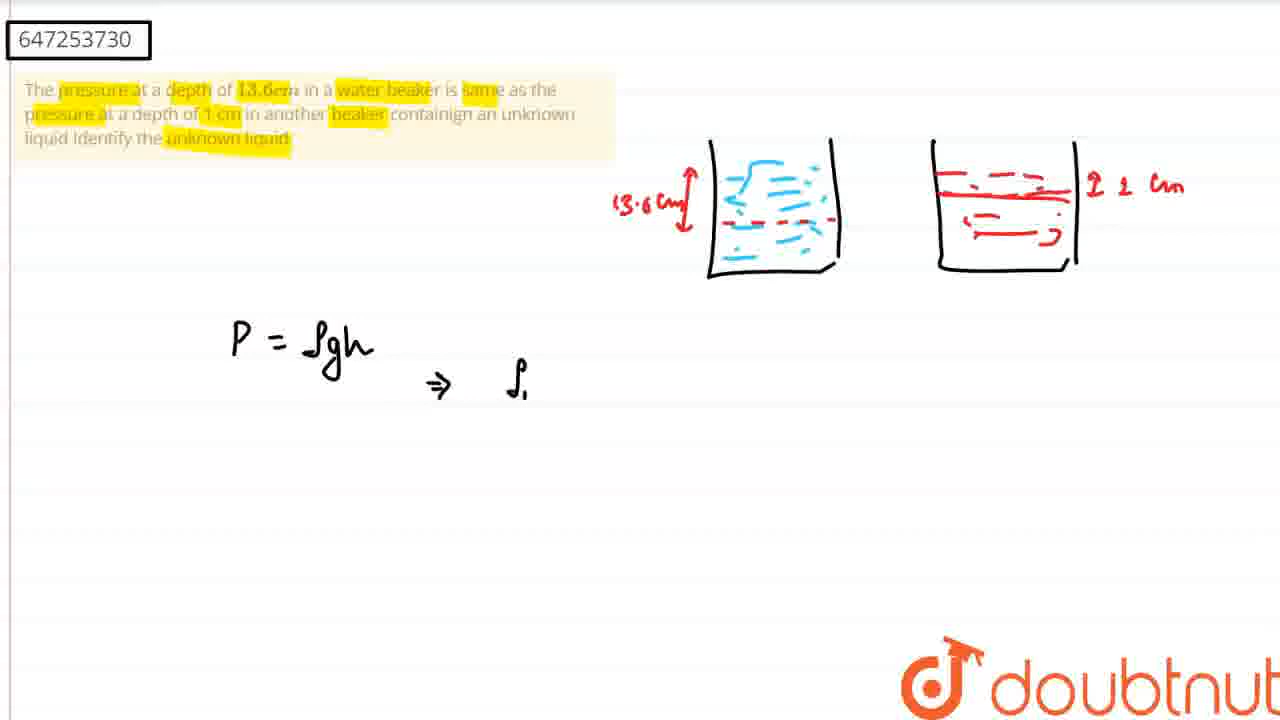 647253730
The pressure at a depth of 13.6cm in a water beaker is same as the
pressure at a depth of 1 cm in another beaker containign an unknown
liquid Identify the unknown liquid
13.6 cm
1 cm
P = ρgh
⇒ ρ₁
doubtnut